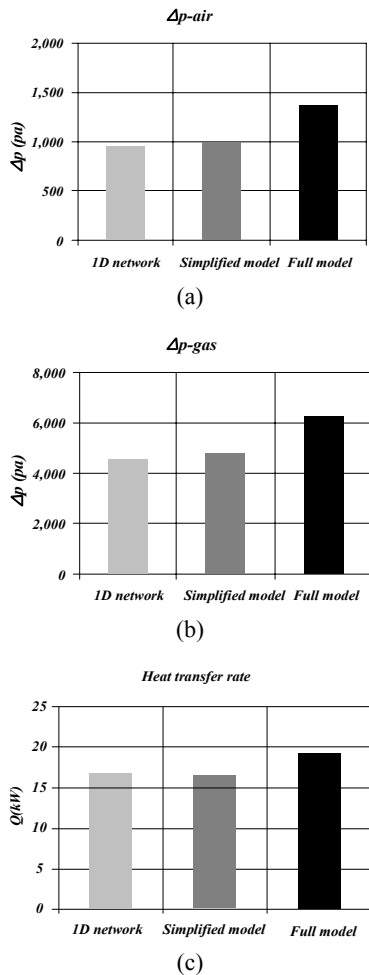 Δp-air
2,000
1,500
1,000
500
0
Δp (pa)
1D network Simplified model Full model
(a)
Δp-gas
8,000
6,000
4,000
2,000
0
Δp (pa)
1D network Simplified model Full model
(b)
Heat transfer rate
25
20
15
10
5
0
Q(kW)
1D network Simplified model Full model
(c)